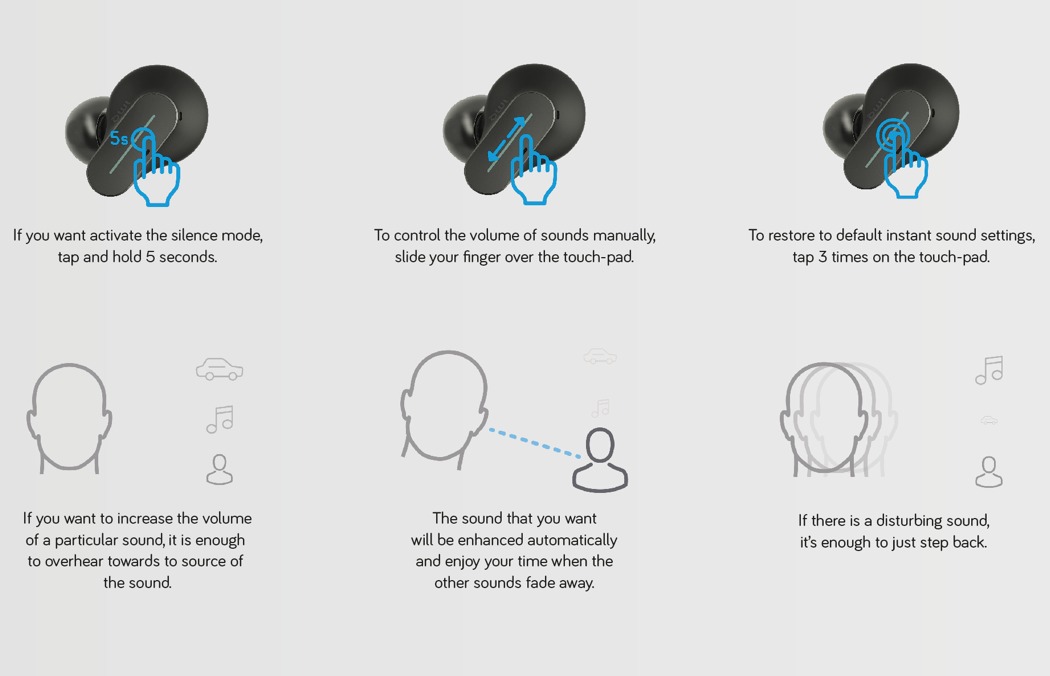 5s
If you want activate the silence mode,
tap and hold 5 seconds.
To control the volume of sounds manually,
slide your finger over the touch-pad.
To restore to default instant sound settings,
tap 3 times on the touch-pad.
If you want to increase the volume
of a particular sound, it is enough
to overhear towards to source of
the sound.
The sound that you want
will be enhanced automatically
and enjoy your time when the
other sounds fade away.
If there is a disturbing sound,
it's enough to just step back.